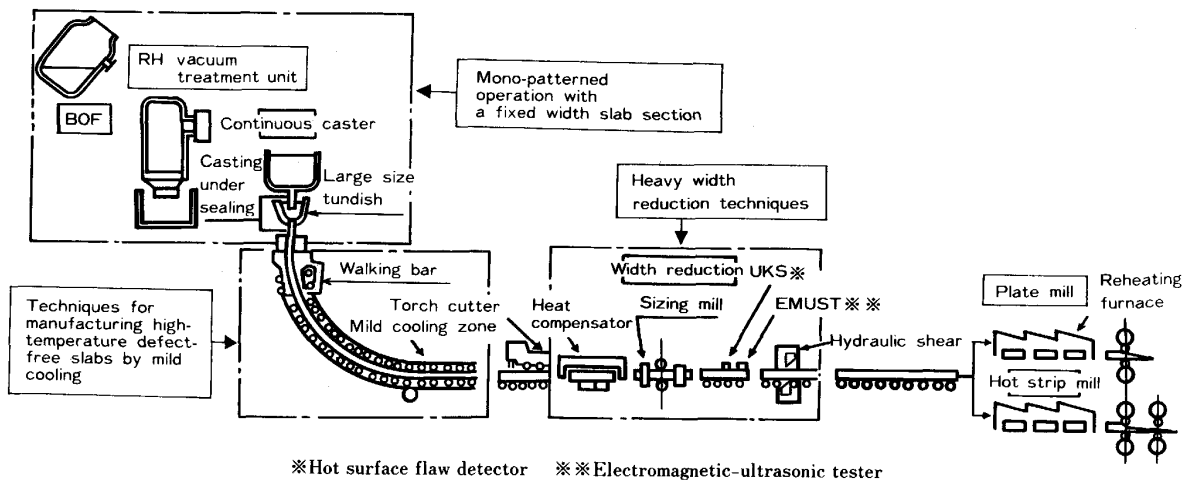 RH vacuum
treatment unit
BOF
Continuous caster
Casting
under
sealing
Large size
tundish
Mono-patterned
operation with
a fixed width slab section
Heavy width
reduction techniques
Walking bar
Techniques for
manufacturing high-
temperature defect-
free slabs by mild
cooling
Torch cutter
Mild cooling zone
Heat
compensator
Width reduction
Sizing mill
UKS※
EMUST※※
Hydraulic shear
Plate mill
Reheating
furnace
Hot strip mill
※Hot surface flaw detector ※※Electromagnetic-ultrasonic tester